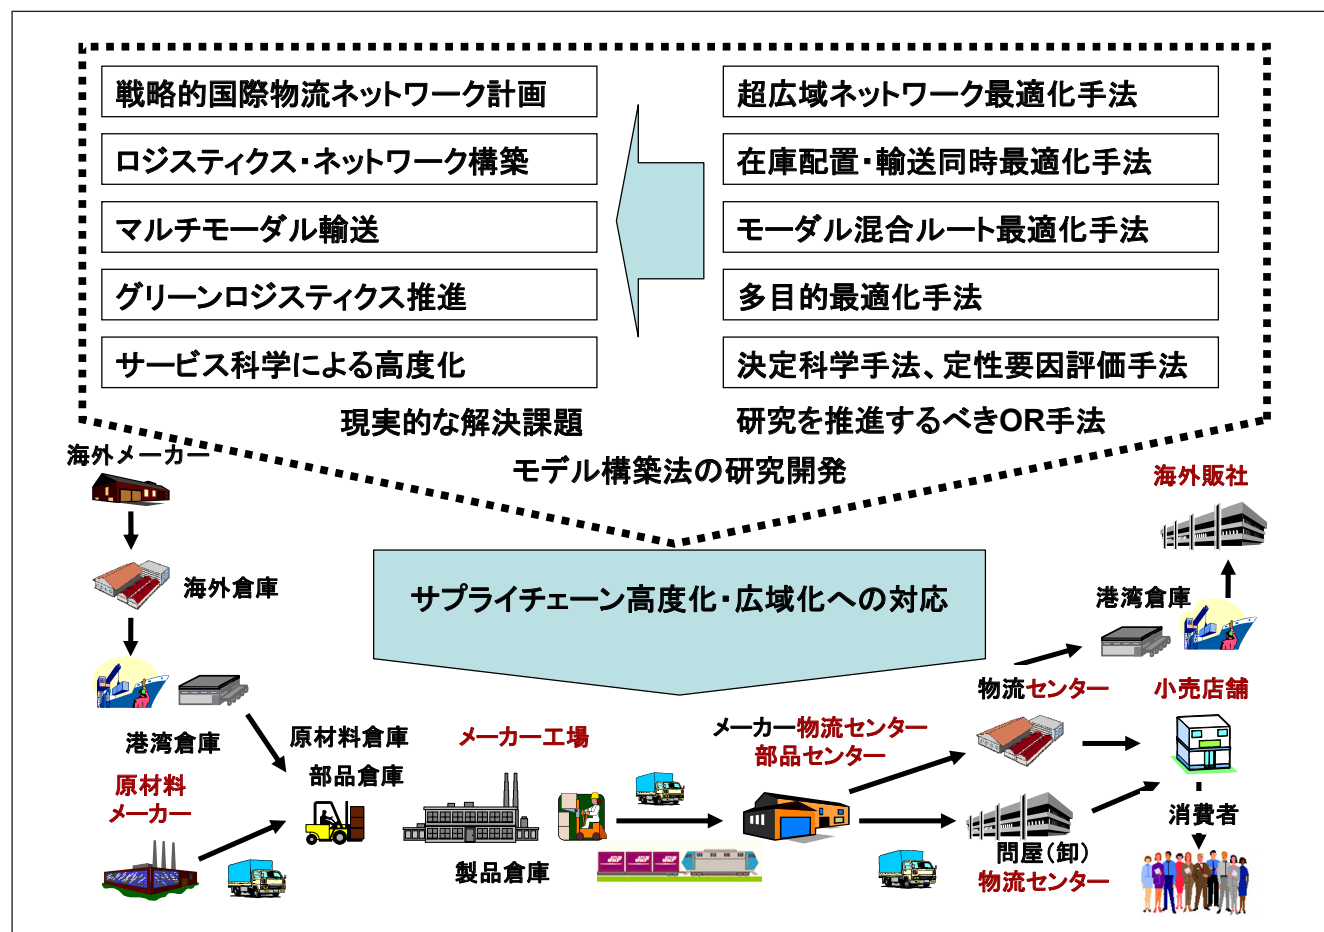 戦略的国際物流ネットワーク計画
ロジスティクス・ネットワーク構築
マルチモーダル輸送
グリーンロジスティクス推進
サービス科学による高度化
現実的な解決課題
超広域ネットワーク最適化手法
在庫配置・輸送同時最適化手法
モーダル混合ルート最適化手法
多目的最適化手法
決定科学手法、定性要因評価手法
研究を推進するべきOR手法
モデル構築法の研究開発
サプライチェーン高度化・広域化への対応
海外メーカー
海外倉庫
港湾倉庫
原材料
メーカー
原材料倉庫
部品倉庫
メーカー工場
製品倉庫
メーカー物流センター
部品センター
物流センター
問屋(卸)
物流センター
港湾倉庫
海外販社
小売店舗
消費者